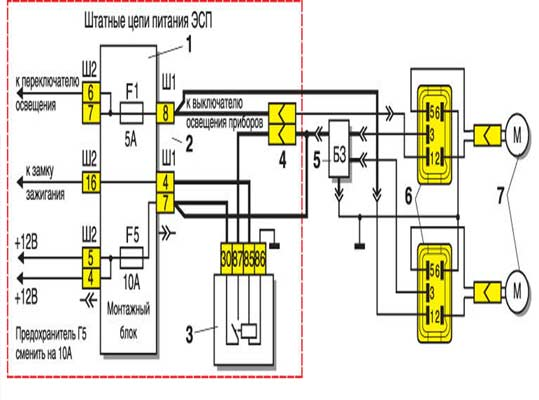 Штатные цепи питания ЭСП
1
Ш2
Ш1
к переключателю
освещения
6
7
F1
5А
8
к выключателю
освещения приборов
2
4
5
БЗ
Ш2
16
к замку
зажигания
Ш1
4
7
+12В
+12В
Ш2
5
4
F5
10А
Монтажный
блок
Предохранитель Г5
сменить на 10А
30
87
85
86
3
56
3
12
М
6
7
56
3
12
М